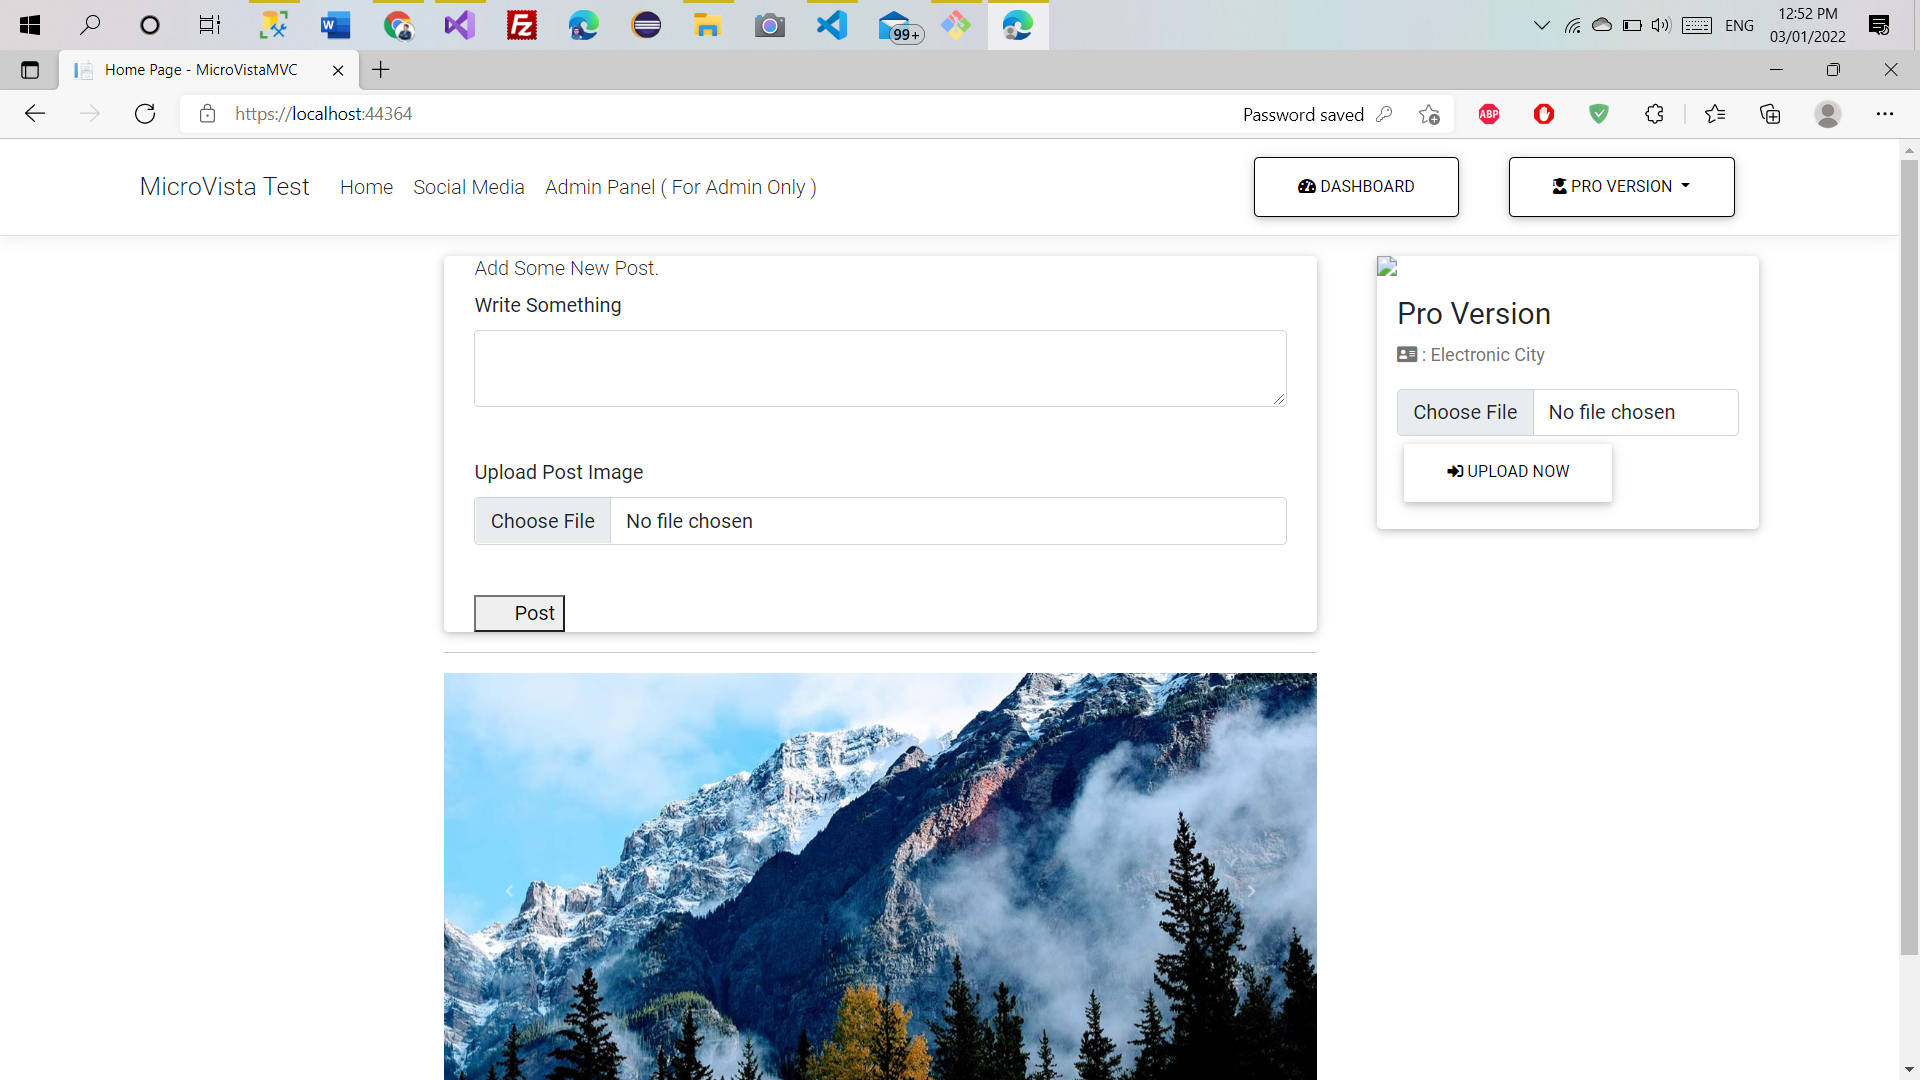 99+
ENG
12:52 PM
03/01/2022
Home Page - MicroVistaMVC
https://localhost:44364
Password saved
ABP
MicroVista Test
Home
Social Media
Admin Panel ( For Admin Only )
DASHBOARD
PRO VERSION
Add Some New Post.
Write Something
Upload Post Image
Choose File
No file chosen
Post
Pro Version
: Electronic City
Choose File
No file chosen
UPLOAD NOW